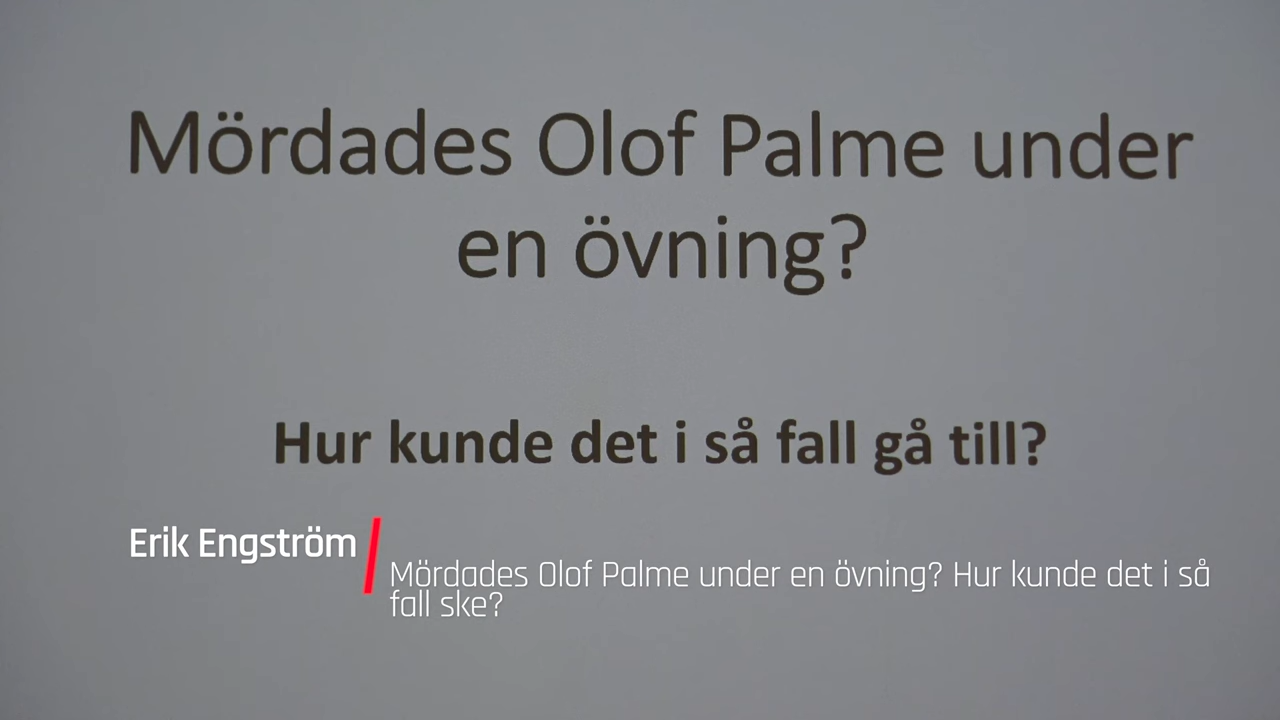 Mördades Olof Palme under
en övning?
Hur kunde det i så fall gå till?
Erik Engström
Mördades Olof Palme under en övning? Hur kunde det i så
fall ske?